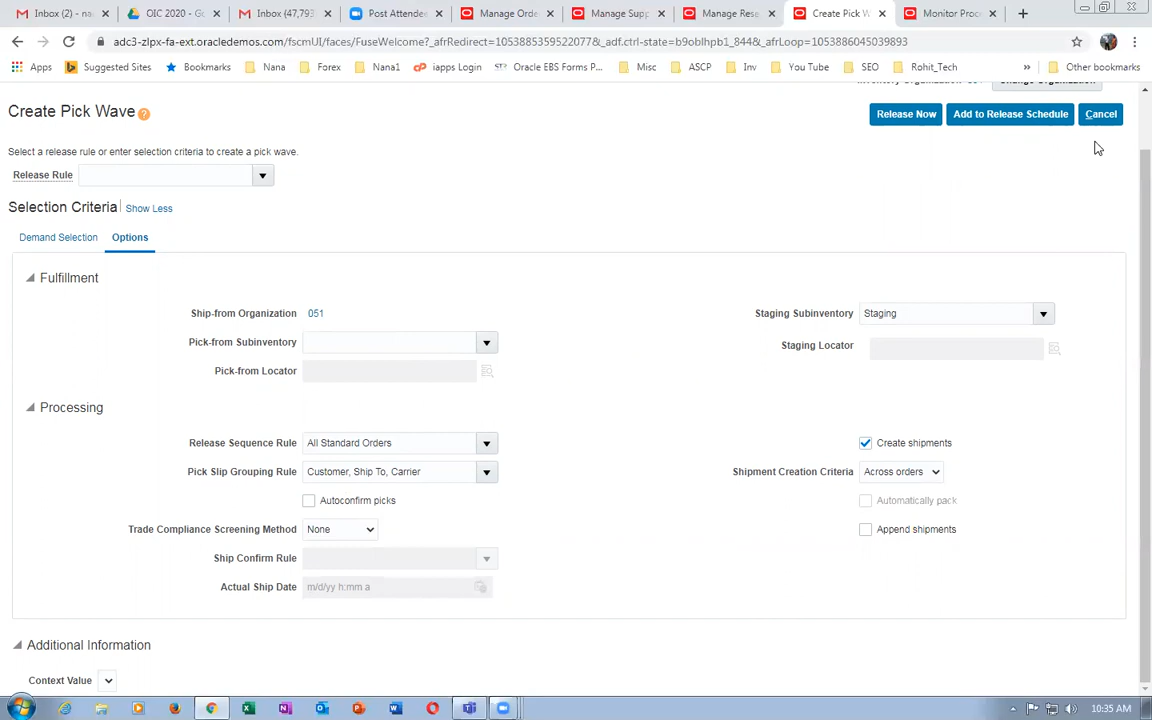 Inbox (2) - na
OIC 2020 - Gu
Inbox (47,793
Post Attendee
Manage Orde
Manage Supp
Manage Rese
Create Pick W
Monitor Proc
adc3-zlpx-fa-ext.oracledemos.com/fscmUI/faces/FuseWelcome?_afrRedirect=10538853595220777&_adf.ctrl-state=b9oblhpb1_844&_afrLoop=1053886045039893
Apps Suggested Sites Bookmarks Nana Forex Nana1 iapps Login Oracle EBS Forms P... Misc ASCP Inv You Tube SEO Rohit_Tech » Other bookmarks
Create Pick Wave
Release Now Add to Release Schedule Cancel
Select a release rule or enter selection criteria to create a pick wave.
Release Rule
Selection Criteria Show Less
Demand Selection Options
Fulfillment
Ship-from Organization 051 Staging Subinventory Staging
Pick-from Subinventory Staging Locator
Pick-from Locator
Processing
Release Sequence Rule All Standard Orders Create shipments
Pick Slip Grouping Rule Customer, Ship To, Carrier Shipment Creation Criteria Across orders
Autoconfirm picks Automatically pack
Trade Compliance Screening Method None Append shipments
Ship Confirm Rule
Actual Ship Date m/d/yy h:mm a
Additional Information
Context Value
10:35 AM